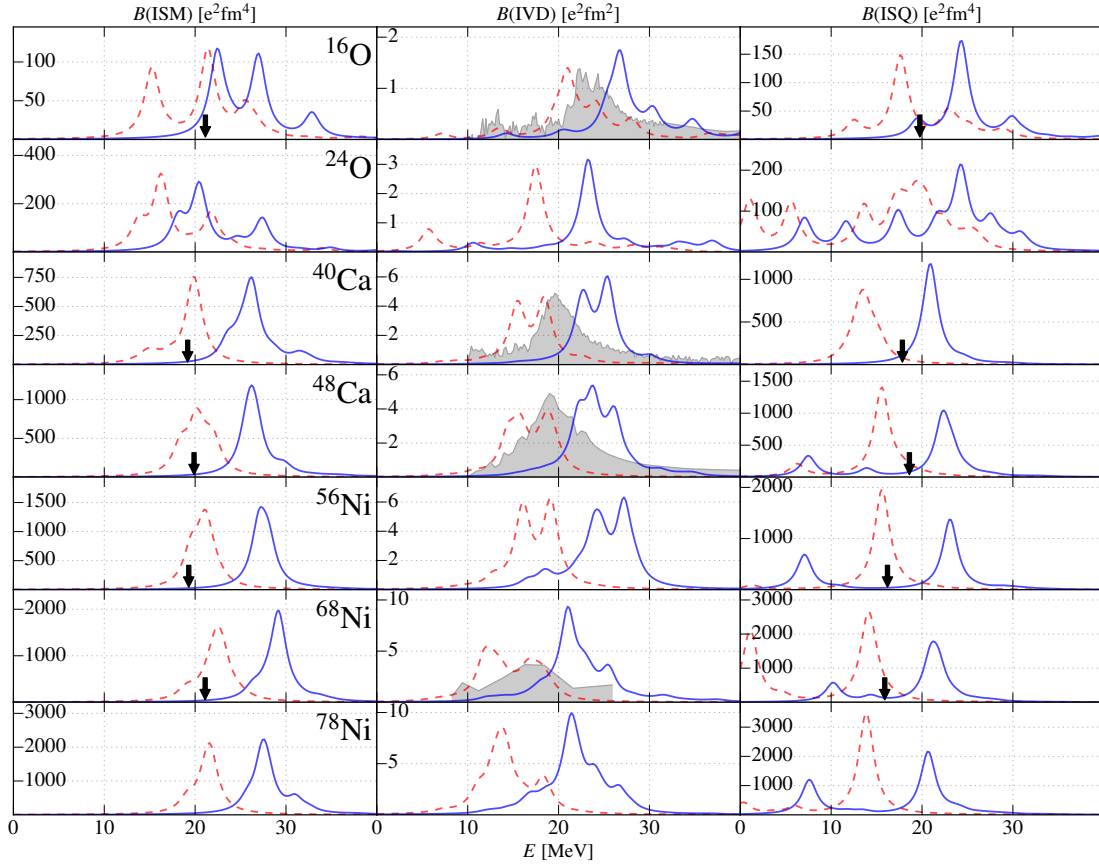 B(ISM) [e²fm⁴] B(IVD) [e²fm²] B(ISQ) [e²fm⁴]
100 50 ¹⁶O 2 1 150 100 50
400 200 ²⁴O 3 2 1 200 100
750 500 250 ⁴⁰Ca 6 4 2 1000 500
1000 500 ⁴⁸Ca 6 4 2 1500 1000 500
1500 1000 500 ⁵⁶Ni 6 4 2 2000 1000
2000 1000 ⁶⁸Ni 10 5 3000 2000 1000
3000 2000 1000 ⁷⁸Ni 10 5 3000 2000 1000
0 10 20 30 0 10 20 30 0 10 20 30
E [MeV]